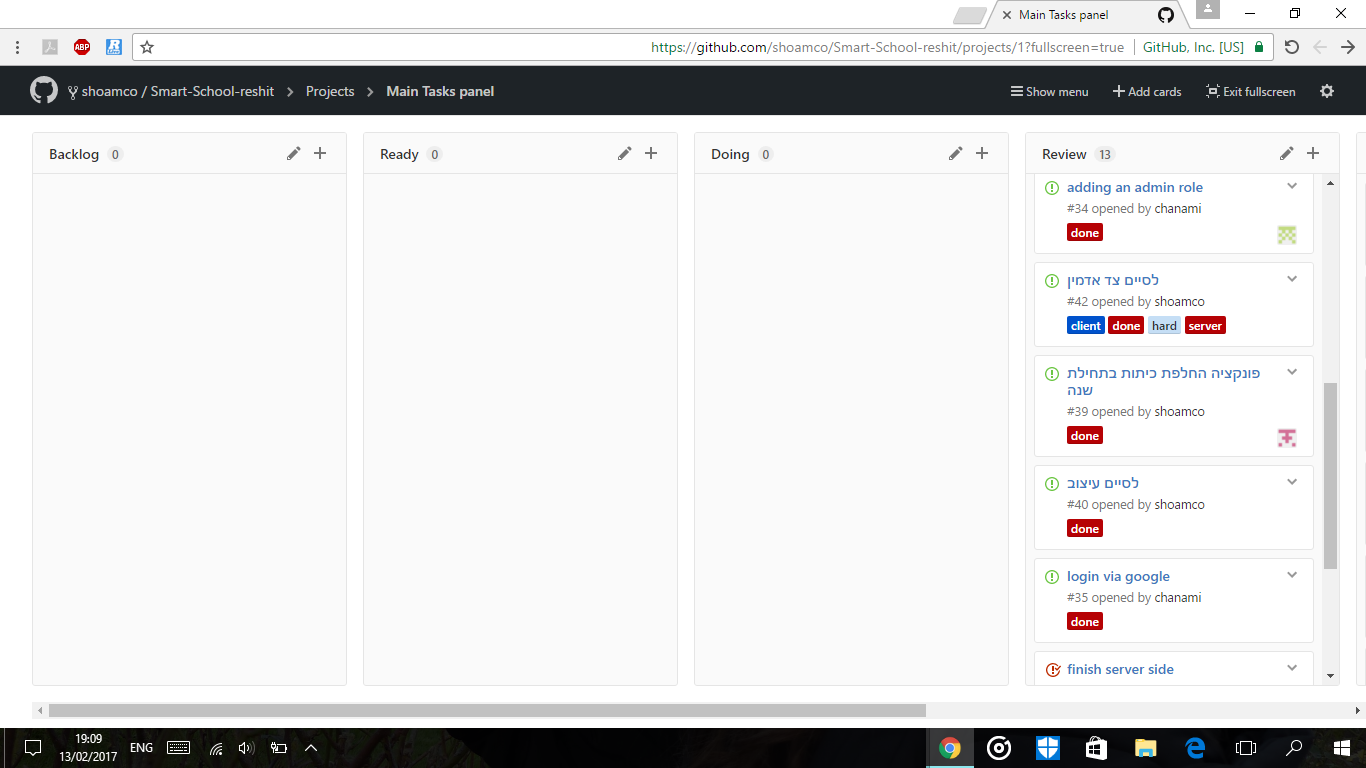 Main Tasks panel
ABP
https://github.com/shoamco/Smart-School-reshit/projects/1?fullscreen=true
GitHub, Inc. [US]
shoamco / Smart-School-reshit
Projects
Main Tasks panel
Show menu
Add cards
Exit fullscreen
Backlog 0
Ready 0
Doing 0
Review 13
adding an admin role
#34 opened by chanami
done
לסיים צד אדמין
#42 opened by shoamco
client done hard server
פונקציה החלפת כיתות בתחילת
שנה
#39 opened by shoamco
done
לסיים עיצוב
#40 opened by shoamco
done
login via google
#35 opened by chanami
done
finish server side
19:09
13/02/2017
ENG